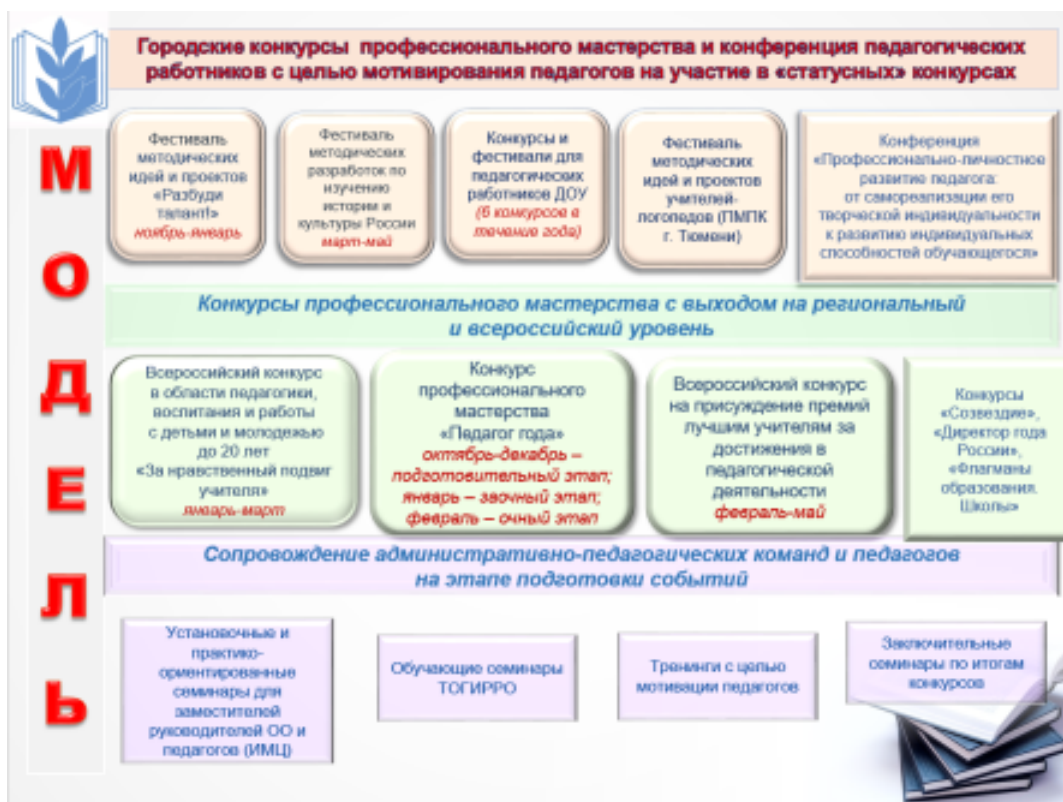 Городские конкурсы профессионального мастерства и конференция педагогических
работников с целью мотивирования педагогов на участие в «статусных» конкурсах
МОДЕЛЬ
Фестиваль
методических
идей и проектов
«Разбуди
талант!»
ноябрь-январь
Фестиваль
методических
разработок по
изучению
истории и
культуры России
март-май
Конкурсы и
фестивали для
педагогических
работников ДОУ
(6 конкурсов в
течение года)
Фестиваль
методических
идей и проектов
учителей-
логопедов (ПМПК
г. Тюмени)
Конференция
«Профессионально-личностное
развитие педагога:
от самореализации его
творческой индивидуальности
к развитию индивидуальных
способностей обучающегося»
Конкурсы профессионального мастерства с выходом на региональный
и всероссийский уровень
Всероссийский конкурс
в области педагогики,
воспитания и работы
с детьми и молодежью
до 20 лет
«За нравственный подвиг
учителя»
январь-март
Конкурс
профессионального
мастерства
«Педагог года»
октябрь-декабрь –
подготовительный этап;
январь – заочный этап;
февраль – очный этап
Всероссийский конкурс
на присуждение премий
лучшим учителям за
достижения в
педагогической
деятельности
февраль-май
Конкурсы
«Созвездие»,
«Директор года
России»,
«Флагманы
образования.
Школы»
Сопровождение административно-педагогических команд и педагогов
на этапе подготовки событий
Установочные и
практико-
ориентированные
семинары для
заместителей
руководителей ОО и
педагогов (ИМЦ)
Обучающие семинары
ТОГИРРО
Тренинги с целью
мотивации педагогов
Заключительные
семинары по итогам
конкурсов